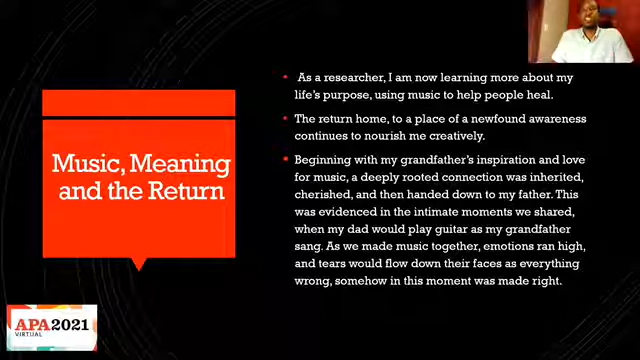 Music, Meaning
and the Return
• As a researcher, I am now learning more about my
life's purpose, using music to help people heal.
• The return home, to a place of a newfound awareness
continues to nourish me creatively.
• Beginning with my grandfather's inspiration and love
for music, a deeply rooted connection was inherited,
cherished, and then handed down to my father. This
was evidenced in the intimate moments we shared,
when my dad would play guitar as my grandfather
sang. As we made music together, emotions ran high,
and tears would flow down their faces as everything
wrong, somehow in this moment was made right.
APA2021
VIRTUAL